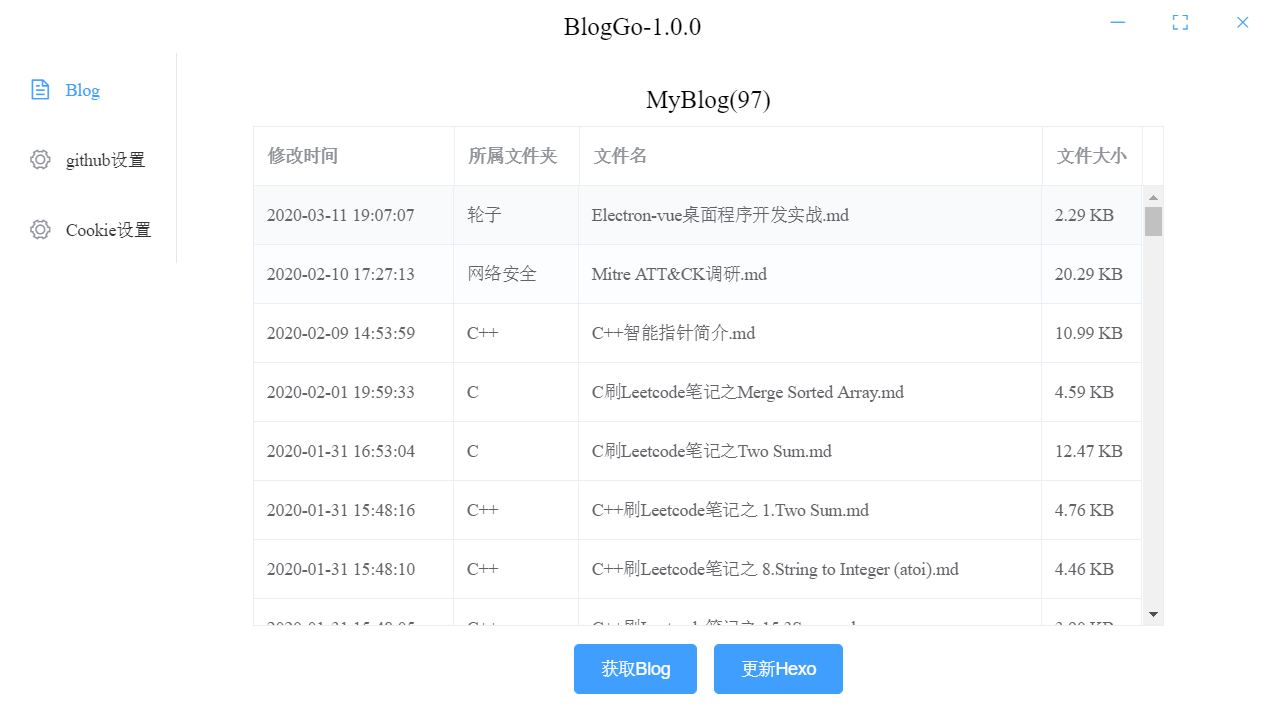 BlogGo-1.0.0
Blog
github设置
Cookie设置
MyBlog(97)
修改时间 所属文件夹 文件名 文件大小
2020-03-11 19:07:07 轮子 Electron-vue桌面程序开发实战.md 2.29 KB
2020-02-10 17:27:13 网络安全 Mitre ATT&CK调研.md 20.29 KB
2020-02-09 14:53:59 C++ C++智能指针简介.md 10.99 KB
2020-02-01 19:59:33 C C刷Leetcode笔记之Merge Sorted Array.md 4.59 KB
2020-01-31 16:53:04 C C刷Leetcode笔记之Two Sum.md 12.47 KB
2020-01-31 15:48:16 C++ C++刷Leetcode笔记之 1.Two Sum.md 4.76 KB
2020-01-31 15:48:10 C++ C++刷Leetcode笔记之 8.String to Integer (atoi).md 4.46 KB
获取Blog 更新Hexo